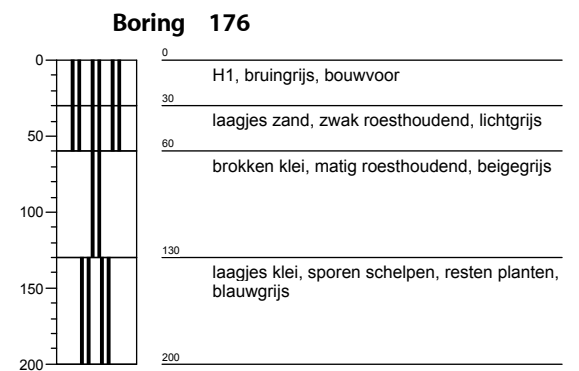 Boring 176
0
0
H1, bruingrijs, bouwvoor
30
laagjes zand, zwak roesthoudend, lichtgrijs
50
60
brokken klei, matig roesthoudend, beigegrijs
100
130
laagjes klei, sporen schelpen, resten planten,
blauwgrijs
150
200
200